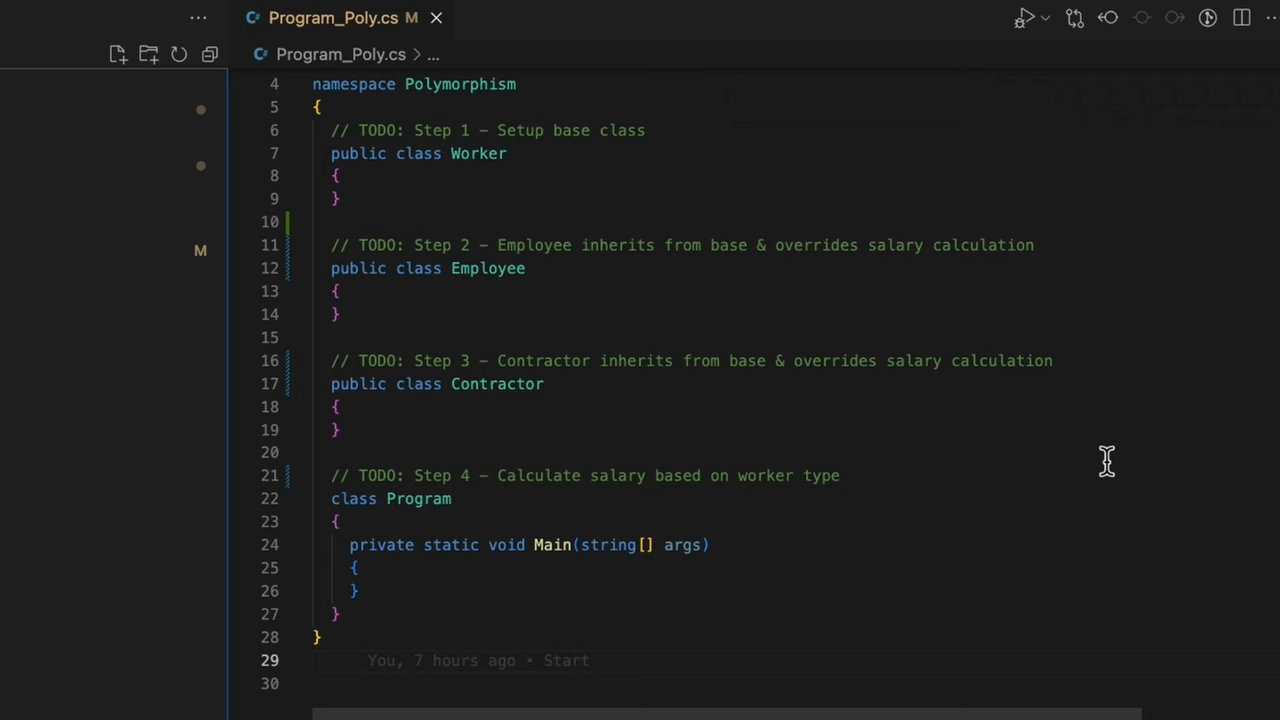 Program_Poly.cs M
Program_Poly.cs > ...
4 namespace Polymorphism
5 {
6 // TODO: Step 1 - Setup base class
7 public class Worker
8 {
9 }
10
11 // TODO: Step 2 - Employee inherits from base & overrides salary calculation
12 public class Employee
13 {
14 }
15
16 // TODO: Step 3 - Contractor inherits from base & overrides salary calculation
17 public class Contractor
18 {
19 }
20
21 // TODO: Step 4 - Calculate salary based on worker type
22 class Program
23 {
24 private static void Main(string[] args)
25 {
26 }
27 }
28 }
29 You, 7 hours ago • Start
30
M